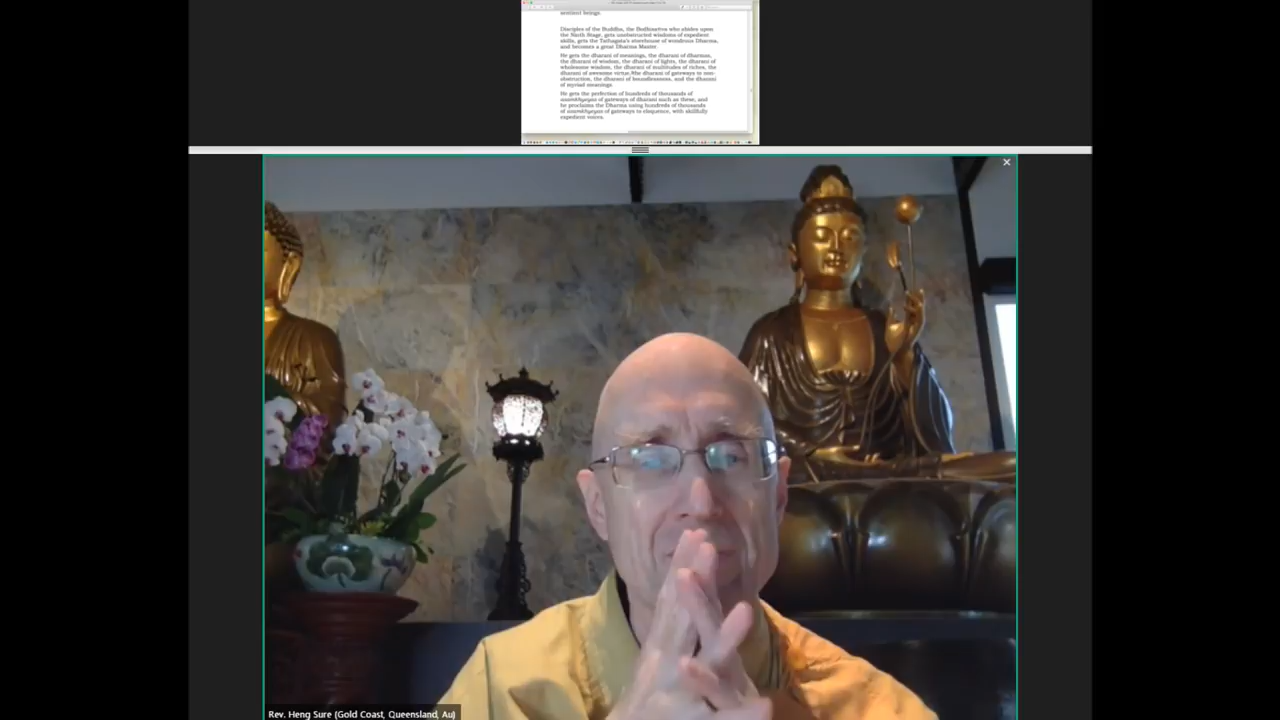 sentient beings.
Disciples of the Buddha, the Bodhisattva who abides upon
the Ninth Stage, gets unobstructed wisdoms of expedient
skills, gets the Tathagata's storehouse of wondrous Dharma,
and becomes a great Dharma Master.
He gets the dharani of meanings, the dharani of dharmas,
the dharani of wisdom, the dharani of lights, the dharani of
wholesome wisdom, the dharani of multitudes of riches, the
dharani of awesome virtue, the dharani of gateways to non-
obstruction, the dharani of boundlessness, and the dharani
of myriad meanings.
He gets the perfection of hundreds of thousands of
asamkhyeyas of gateways of dharani such as these, and
he proclaims the Dharma using hundreds of thousands
of asamkhyeyas of gateways to eloquence, with skillfully
expedient voices.
Rev. Heng Sure (Gold Coast, Queensland, Au)